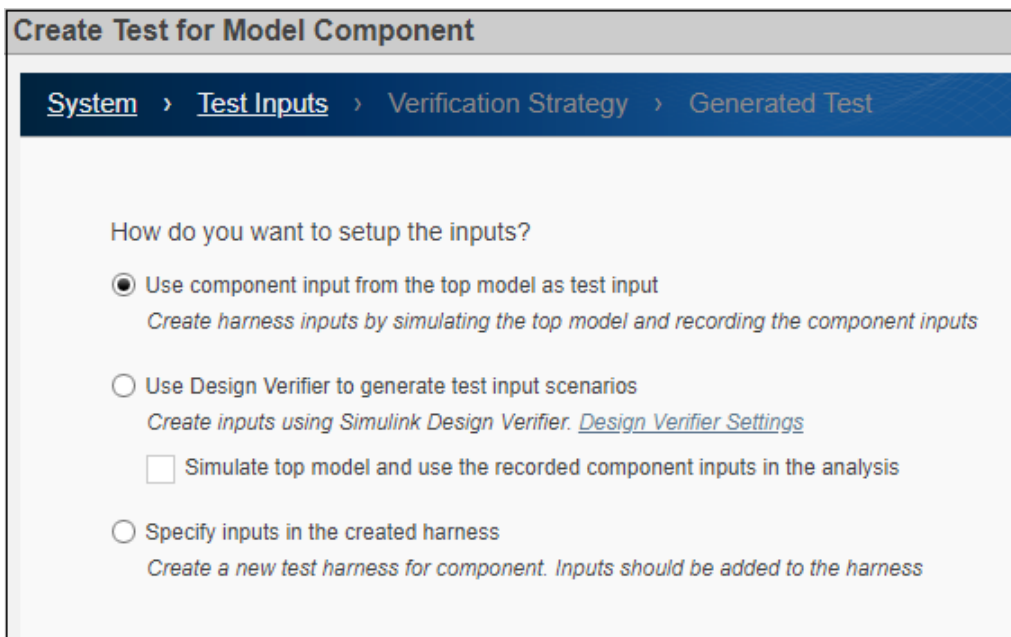 Create Test for Model Component
System › Test Inputs › Verification Strategy › Generated Test
How do you want to setup the inputs?
Use component input from the top model as test input
Create harness inputs by simulating the top model and recording the component inputs
Use Design Verifier to generate test input scenarios
Create inputs using Simulink Design Verifier. Design Verifier Settings
Simulate top model and use the recorded component inputs in the analysis
Specify inputs in the created harness
Create a new test harness for component. Inputs should be added to the harness